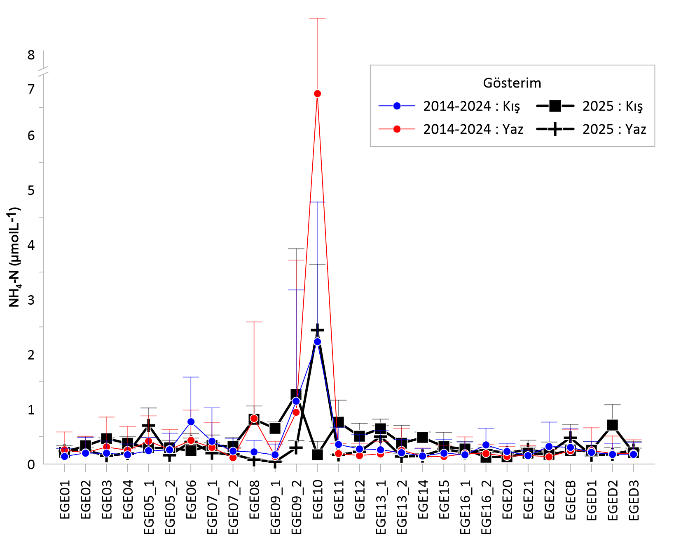 8
7
6
5
4
3
2
1
0
NH₄-N (µmolL⁻¹)
Gösterim
2014-2024 : Kış
2025 : Kış
2014-2024 : Yaz
2025 : Yaz
EGE01
EGE02
EGE03
EGE04
EGE05_1
EGE05_2
EGE06
EGE07_1
EGE07_2
EGE08
EGE09_1
EGE09_2
EGE10
EGE11
EGE12
EGE13_1
EGE13_2
EGE14
EGE15
EGE16_1
EGE16_2
EGE20
EGE21
EGE22
EGECB
EGED1
EGED2
EGED3